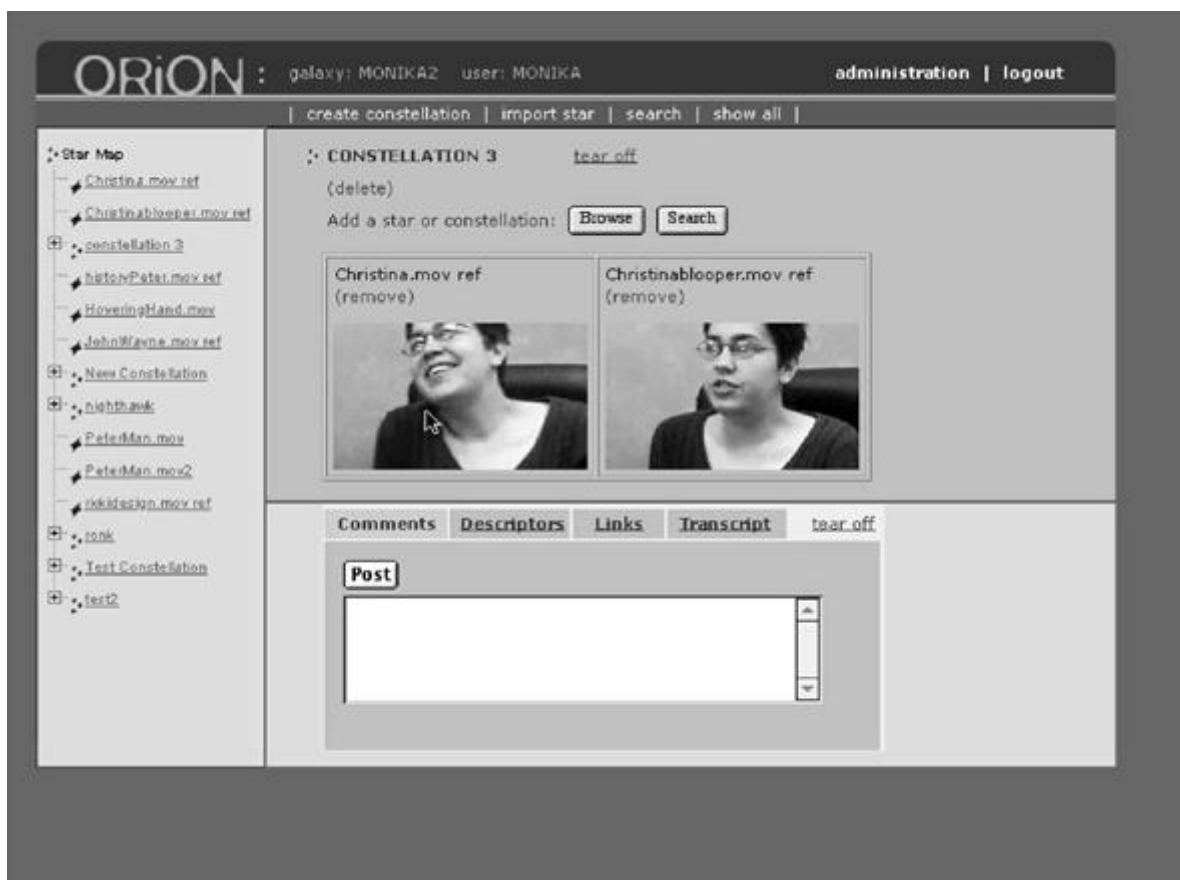 ORiON : galaxy: MONIKA2 user: MONIKA administration | logout
| create constellation | import star | search | show all |
Star Map
Christina.mov ref
Christinablooper.mov ref
constellation 3
historyPeter.mov ref
HoveringHand.mov
JohnWayne.mov ref
New Constellation
nighthawk
PeterMan.mov
PeterMan.mov2
rikkidesign.mov ref
ronk
Test Constellation
test2
CONSTELLATION 3 tear off
(delete)
Add a star or constellation: Browse Search
Christina.mov ref
(remove)
Christinablooper.mov ref
(remove)
Comments Descriptors Links Transcript tear off
Post